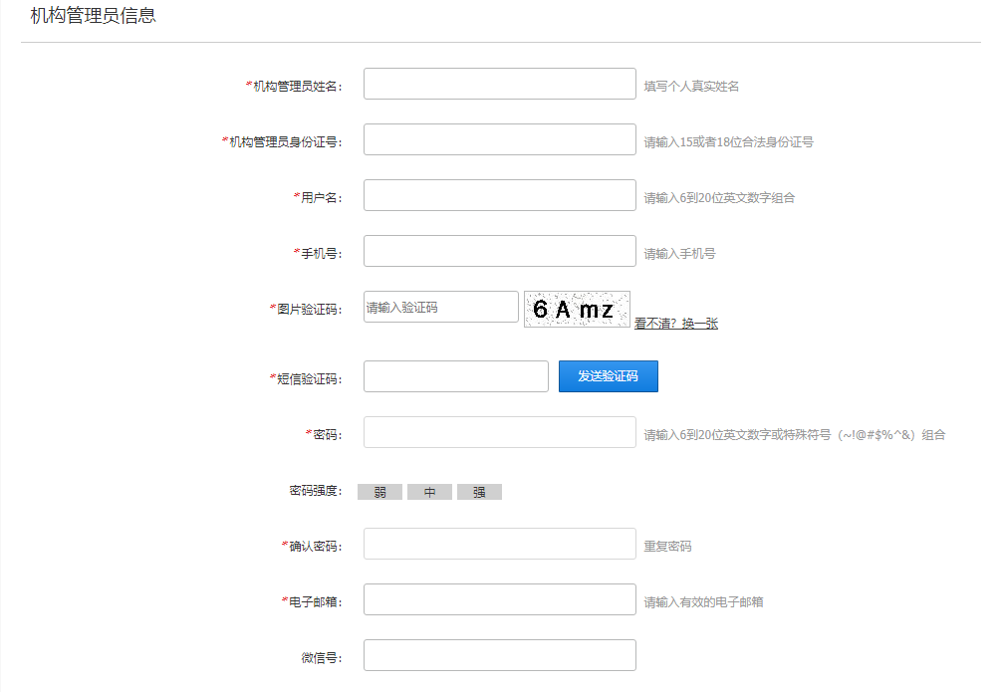 机构管理员信息
*机构管理员姓名： 填写个人真实姓名
*机构管理员身份证号： 请输入15或者18位合法身份证号
*用户名： 请输入6到20位英文数字组合
*手机号： 请输入手机号
*图片验证码： 请输入验证码 6 A mz 看不清？换一张
*短信验证码： 发送验证码
*密码： 请输入6到20位英文数字或特殊符号（~!@#$%^&）组合
密码强度： 弱 中 强
*确认密码： 重复密码
*电子邮箱： 请输入有效的电子邮箱
微信号：